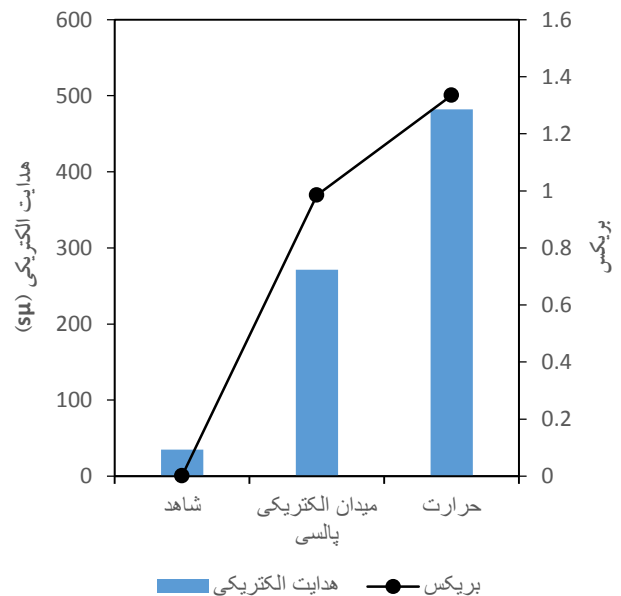 600
500
400
300
200
100
0
هدایت الکتریکی (sµ)
1.6
1.4
1.2
1
0.8
0.6
0.4
0.2
0
بریکس
شاهد
میدان الکتریکی
پالسی
حرارت
هدایت الکتریکی
بریکس